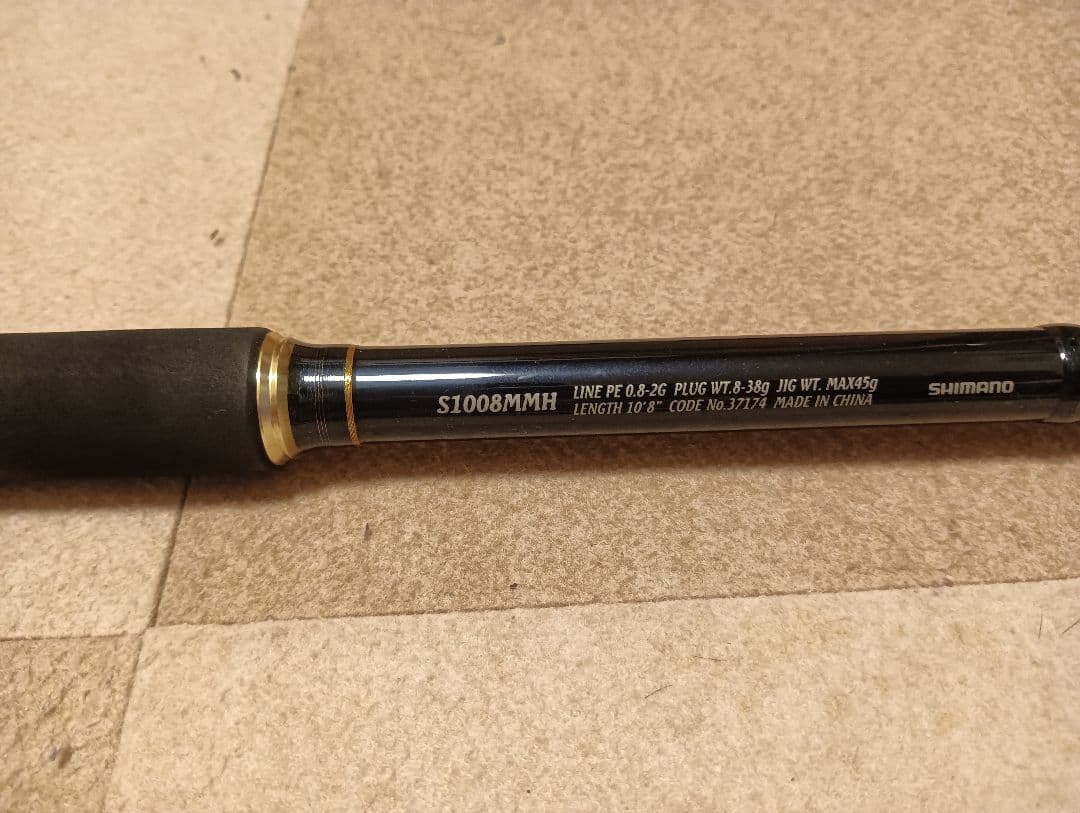 S1008MMH
LINE PE 0.8-2G PLUG WT.8-38g JIG WT. MAX45g
LENGTH 10'8" CODE No.37174 MADE IN CHINA
SHIMANO